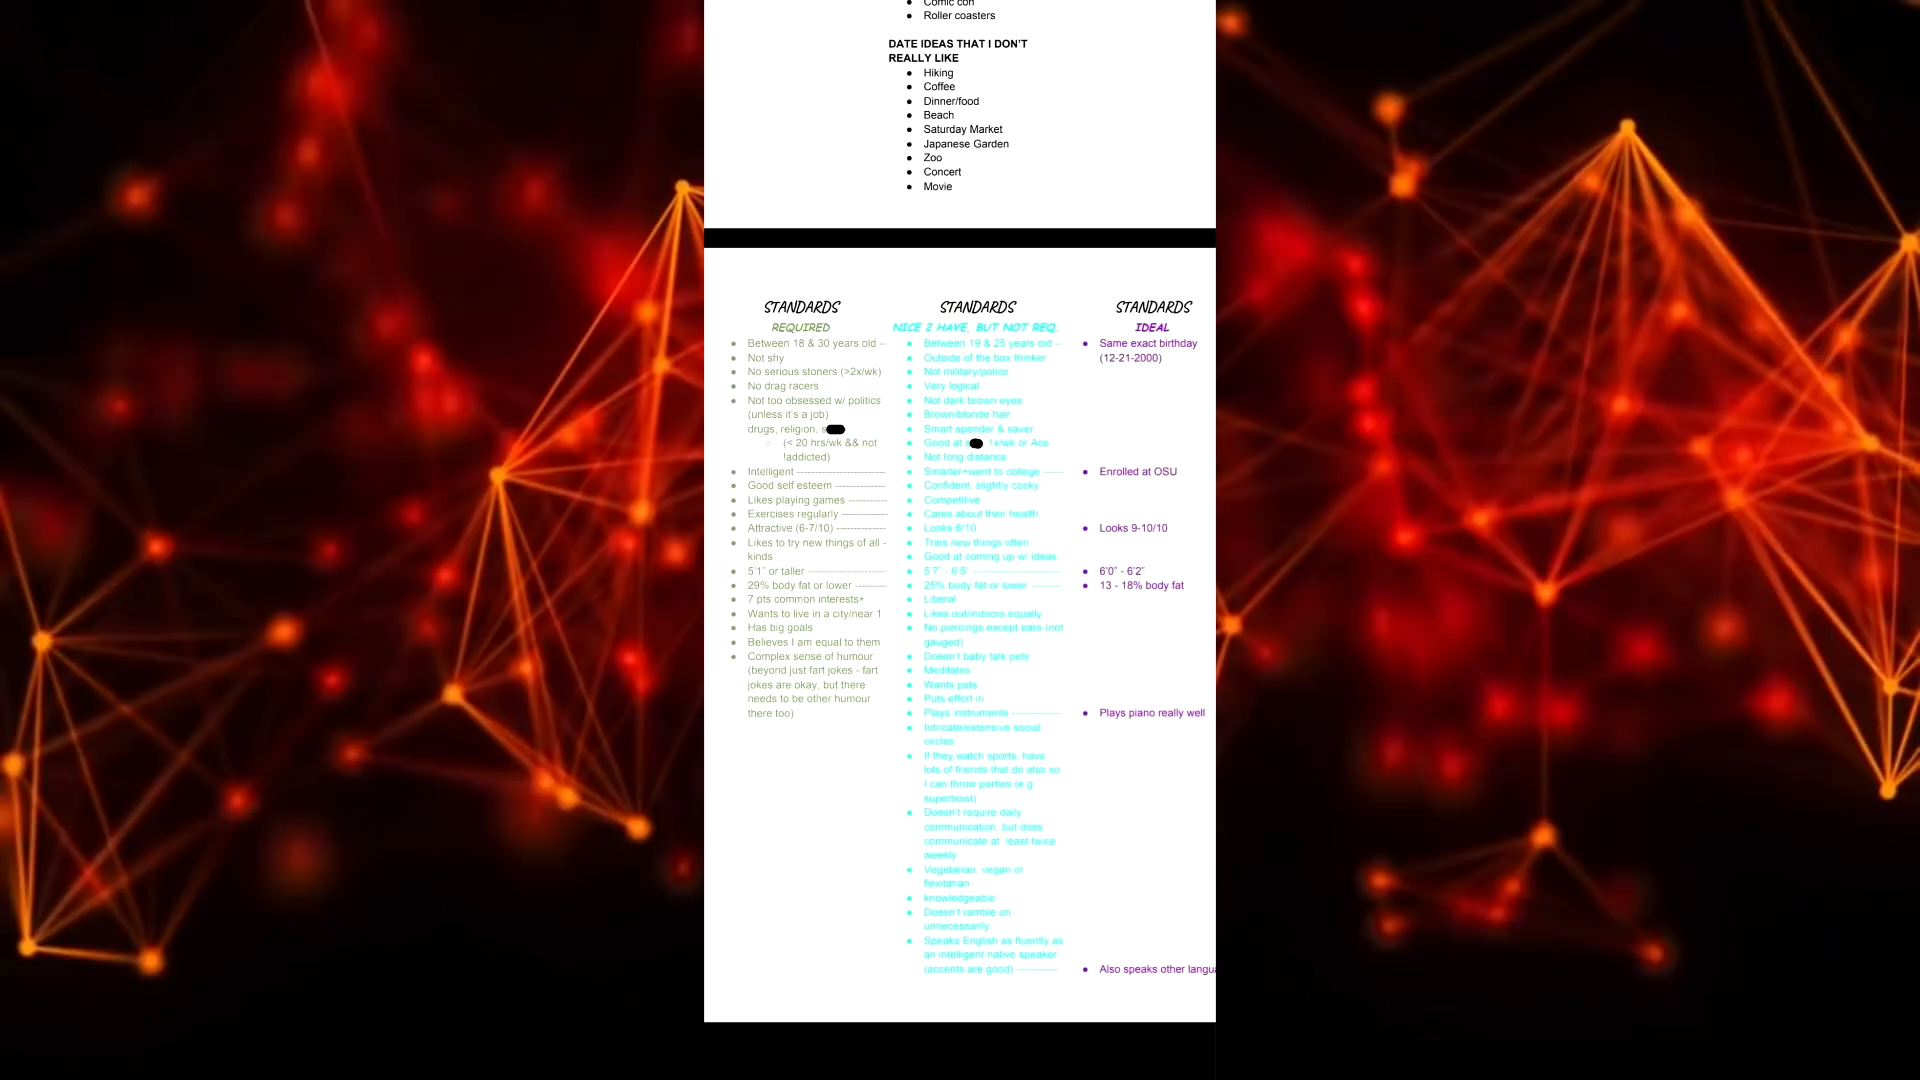 Comic con
Roller coasters
DATE IDEAS THAT I DON'T
REALLY LIKE
Hiking
Coffee
Dinner/food
Beach
Saturday Market
Japanese Garden
Zoo
Concert
Movie
STANDARDS
REQUIRED
Between 18 & 30 years old --
Not shy
No serious stoners (>2x/wk)
No drag racers
Not too obsessed w/ politics
(unless it's a job)
drugs, religion, s
(< 20 hrs/wk && not
!addicted)
Intelligent -------------------------
Good self esteem --------------
Likes playing games -----------
Exercises regularly -------------
Attractive (6-7/10) --------------
Likes to try new things of all -
kinds
5'1" or taller ----------------------
29% body fat or lower ---------
7 pts common interests+
Wants to live in a city/near 1
Has big goals
Believes I am equal to them
Complex sense of humour
(beyond just fart jokes - fart
jokes are okay, but there
needs to be other humour
there too)
STANDARDS
NICE 2 HAVE, BUT NOT REQ.
Between 19 & 25 years old --
Outside of the box thinker
Not military/police
Very logical
Not dark brown eyes
Brown/blonde hair
Smart spender & saver
Good at s 1x/wk or Ace
Not long distance
Smarter+went to college ------
Confident, slightly cocky
Competitive
Cares about their health
Looks 8/10
Tries new things often
Good at coming up w/ ideas
5'7" - 6'5" --------------------------
25% body fat or lower ---------
Liberal
Likes out/indoors equally
No piercings except ears (not
gauged)
Doesn't baby talk pets
Meditates
Wants pets
Puts effort in
Plays instruments --------------
Intricate/extensive social
circles
If they watch sports, have
lots of friends that do also so
I can throw parties (e.g
superbowl)
Doesn't require daily
communication, but does
communicate at least twice
weekly
Vegetarian, vegan or
flexitarian
knowledgeable
Doesn't ramble on
unnecessarily
Speaks English as fluently as
an intelligent native speaker
(accents are good) ------------
STANDARDS
IDEAL
Same exact birthday
(12-21-2000)
Enrolled at OSU
Looks 9-10/10
6'0" - 6'2"
13 - 18% body fat
Plays piano really well
Also speaks other langua